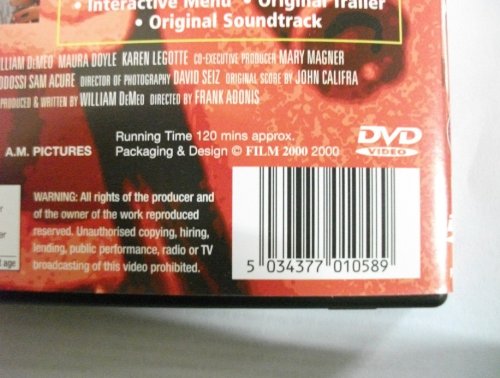 • Interactive Menu • Original Trailer
• Original Soundtrack
ILLIAM DEMEO MAURA DOYLE KAREN LEGOTTE CO-EXECUTIVE PRODUCER MARY MAGNER
ODOSSI SAM ACURE DIRECTOR OF PHOTOGRAPHY DAVID SEIZ ORIGINAL SCORE BY JOHN CALIFRA
RODUCED & WRITTEN BY WILLIAM DEMEO DIRECTED BY FRANK ADONIS
Running Time 120 mins approx.
A.M. PICTURES Packaging & Design © FILM 2000 2000
DVD
VIDEO
WARNING: All rights of the producer and
of the owner of the work reproduced
reserved. Unauthorised copying, hiring,
lending, public performance, radio or TV
broadcasting of this video prohibited.
age
5 034377 010589